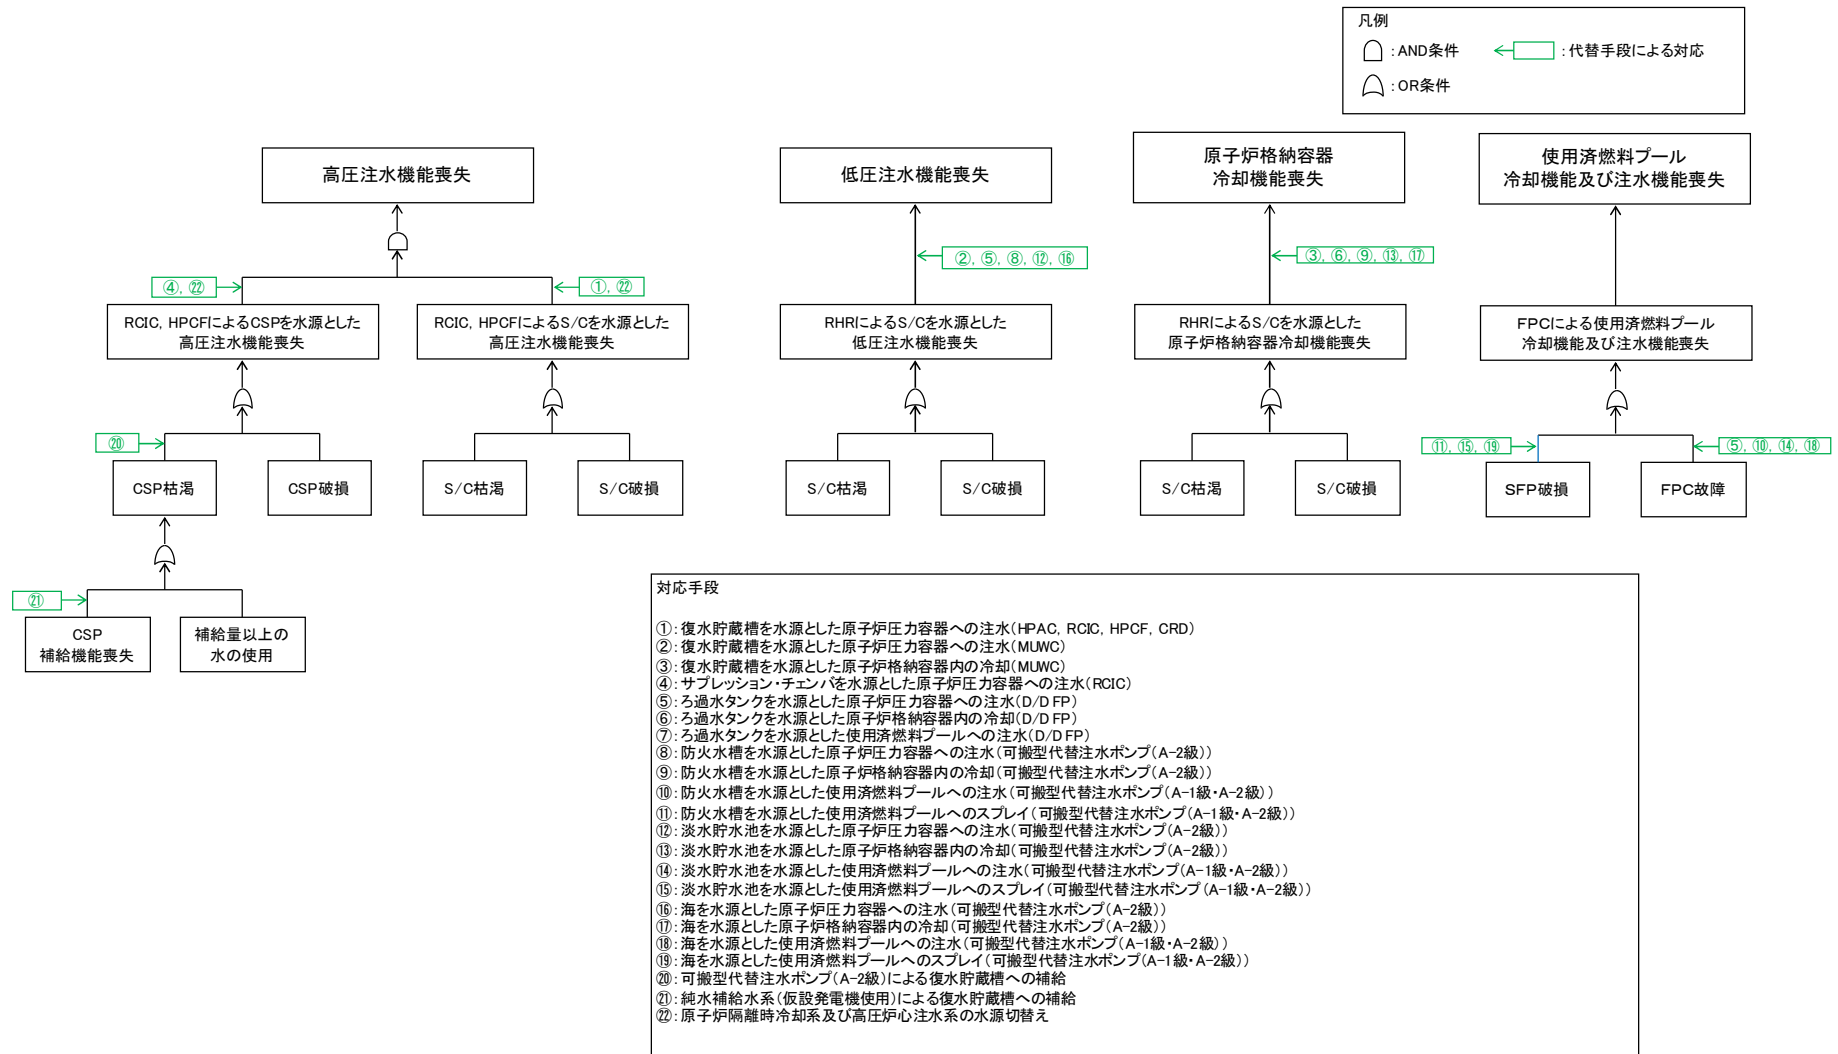 凡例
:AND条件
:代替手段による対応
:OR条件
高圧注水機能喪失
低圧注水機能喪失
原子炉格納容器
冷却機能喪失
使用済燃料プール
冷却機能及び注水機能喪失
④, ㉒
①, ㉒
②, ⑤, ⑧, ⑫, ⑯
③, ⑥, ⑨, ⑬, ⑰
RCIC, HPCFによるCSPを水源とした
高圧注水機能喪失
RCIC, HPCFによるS/Cを水源とした
高圧注水機能喪失
RHRによるS/Cを水源とした
低圧注水機能喪失
RHRによるS/Cを水源とした
原子炉格納容器冷却機能喪失
FPCによる使用済燃料プール
冷却機能及び注水機能喪失
⑳
⑪, ⑮, ⑲
⑤, ⑩, ⑭, ⑱
CSP枯渇
CSP破損
S/C枯渇
S/C破損
S/C枯渇
S/C破損
S/C枯渇
S/C破損
SFP破損
FPC故障
㉑
CSP
補給機能喪失
補給量以上の
水の使用
対応手段
①:復水貯蔵槽を水源とした原子炉圧力容器への注水(HPAC, RCIC, HPCF, CRD)
②:復水貯蔵槽を水源とした原子炉圧力容器への注水(MUWC)
③:復水貯蔵槽を水源とした原子炉格納容器内の冷却(MUWC)
④:サプレッション・チェンバを水源とした原子炉圧力容器への注水(RCIC)
⑤:ろ過水タンクを水源とした原子炉圧力容器への注水(D/D FP)
⑥:ろ過水タンクを水源とした原子炉格納容器内の冷却(D/D FP)
⑦:ろ過水タンクを水源とした使用済燃料プールへの注水(D/D FP)
⑧:防火水槽を水源とした原子炉圧力容器への注水(可搬型代替注水ポンプ(A-2級))
⑨:防火水槽を水源とした原子炉格納容器内の冷却(可搬型代替注水ポンプ(A-2級))
⑩:防火水槽を水源とした使用済燃料プールへの注水(可搬型代替注水ポンプ(A-1級・A-2級))
⑪:防火水槽を水源とした使用済燃料プールへのスプレイ(可搬型代替注水ポンプ(A-1級・A-2級))
⑫:淡水貯水池を水源とした原子炉圧力容器への注水(可搬型代替注水ポンプ(A-2級))
⑬:淡水貯水池を水源とした原子炉格納容器内の冷却(可搬型代替注水ポンプ(A-2級))
⑭:淡水貯水池を水源とした使用済燃料プールへの注水(可搬型代替注水ポンプ(A-1級・A-2級))
⑮:淡水貯水池を水源とした使用済燃料プールへのスプレイ(可搬型代替注水ポンプ(A-1級・A-2級))
⑯:海を水源とした原子炉圧力容器への注水(可搬型代替注水ポンプ(A-2級))
⑰:海を水源とした原子炉格納容器内の冷却(可搬型代替注水ポンプ(A-2級))
⑱:海を水源とした使用済燃料プールへの注水(可搬型代替注水ポンプ(A-1級・A-2級))
⑲:海を水源とした使用済燃料プールへのスプレイ(可搬型代替注水ポンプ(A-1級・A-2級))
⑳:可搬型代替注水ポンプ(A-2級)による復水貯蔵槽への補給
㉑:純水補給水系(仮設発電機使用)による復水貯蔵槽への補給
㉒:原子炉隔離時冷却系及び高圧炉心注水系の水源切替え